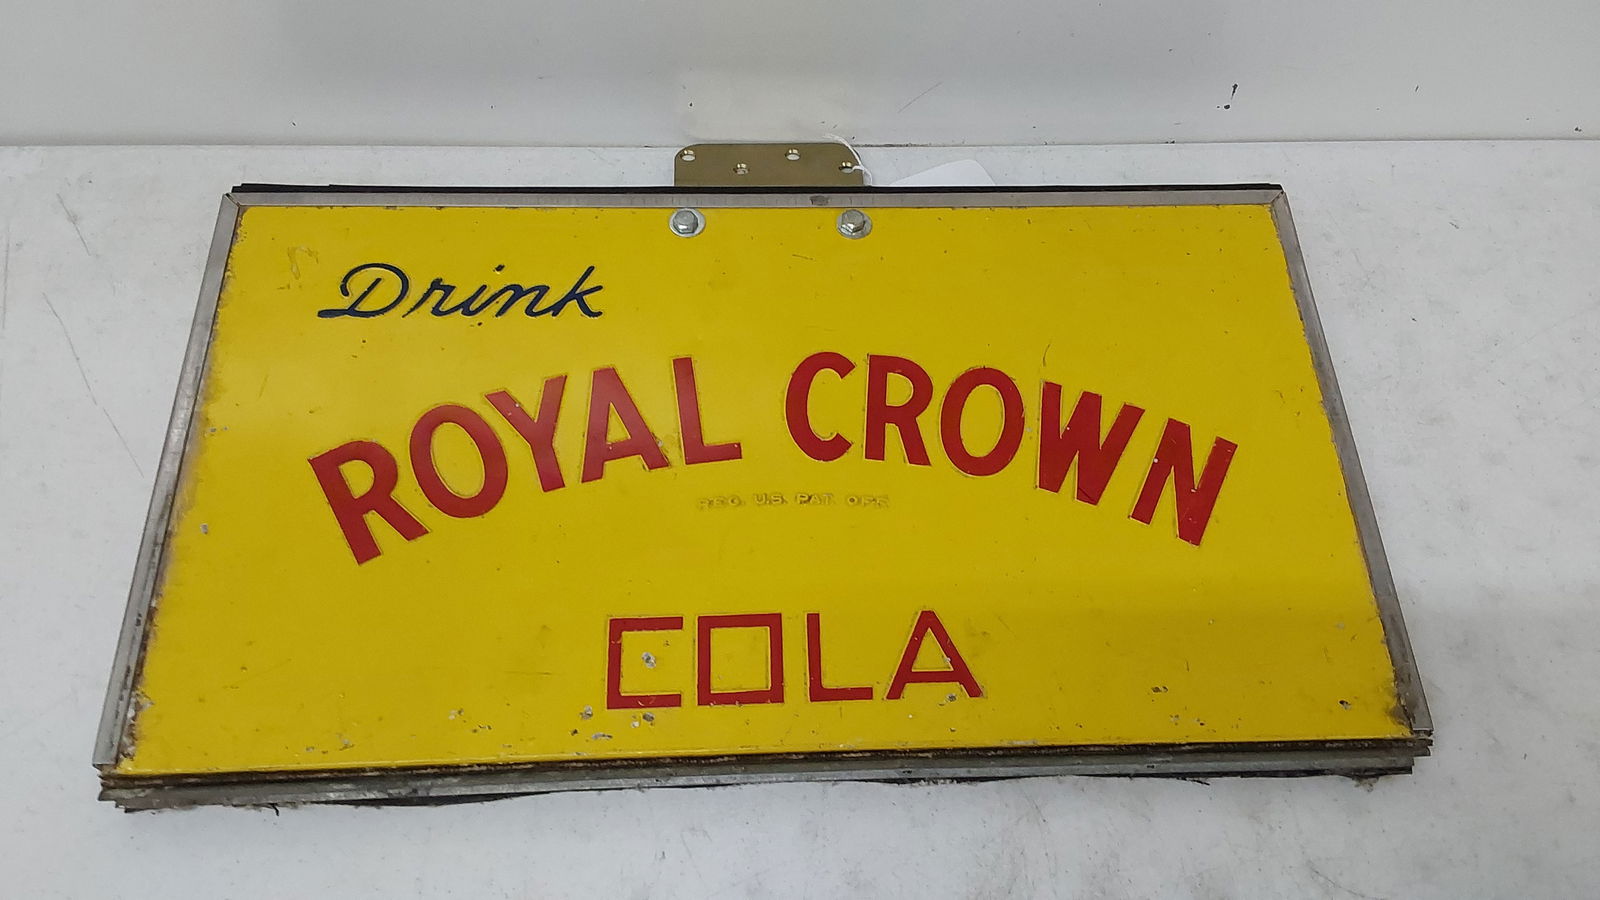 Drink
ROYAL CROWN
REG. U.S. PAT. OFF.
COLA